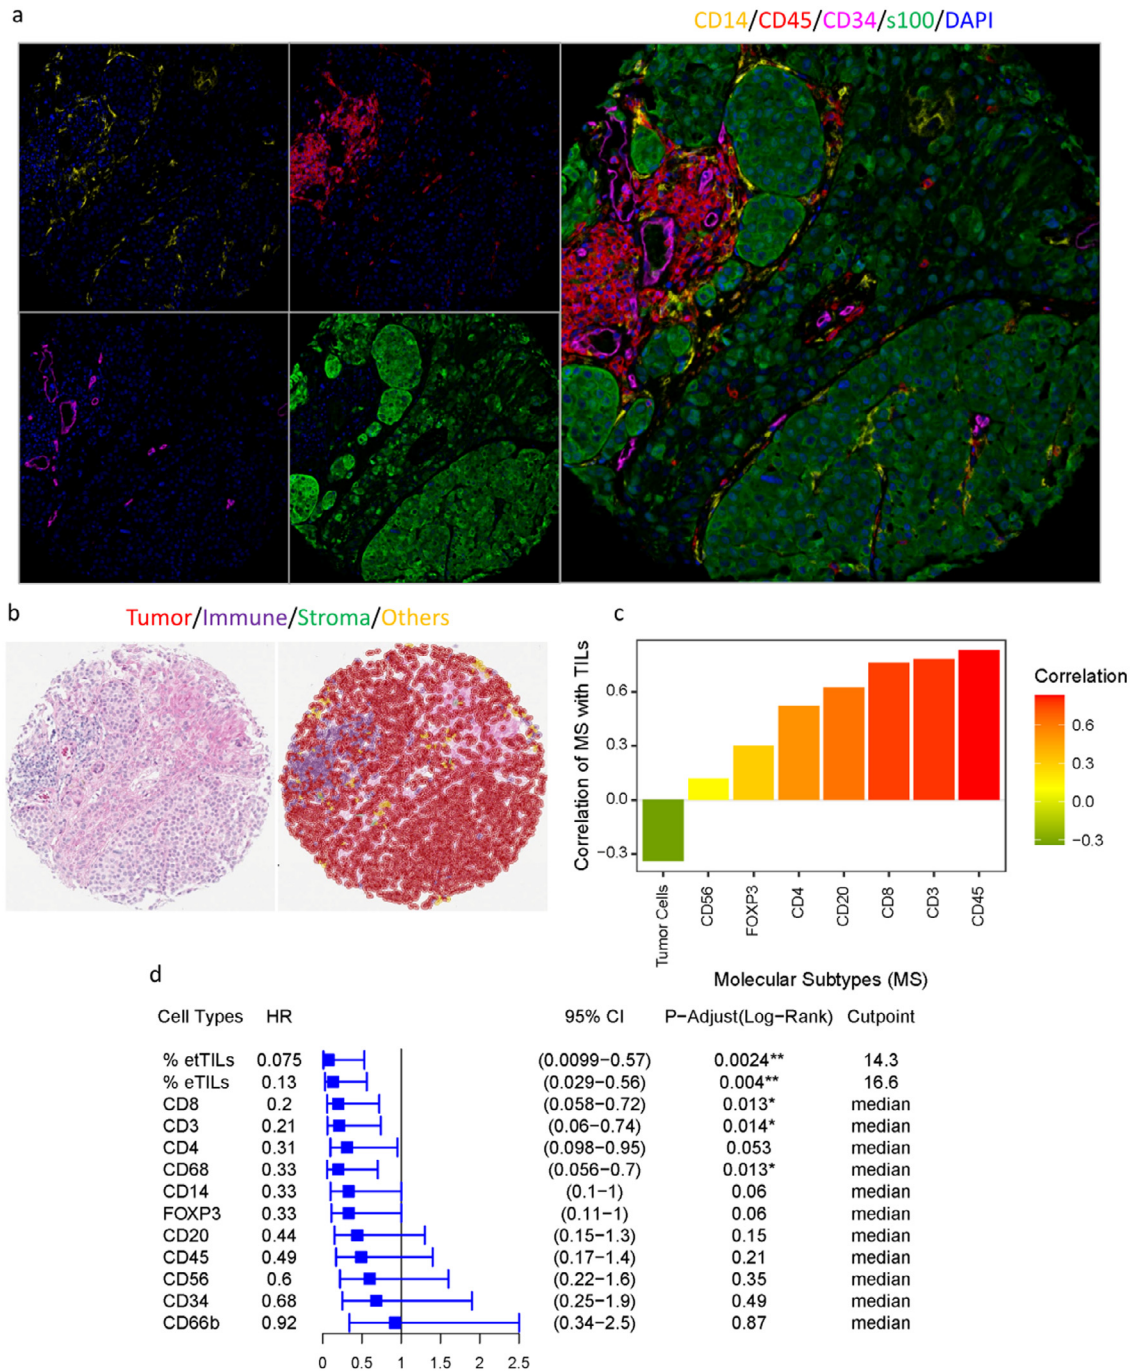 a
CD14/CD45/CD34/s100/DAPI
b
Tumor/Immune/Stroma/Others
c
Correlation of MS with TILs
0.6
0.3
0.0
−0.3
Tumor Cells
CD56
FOXP3
CD4
CD20
CD8
CD3
CD45
Molecular Subtypes (MS)
Correlation
0.6
0.3
0.0
−0.3
d
Cell Types HR 95% CI P−Adjust(Log−Rank) Cutpoint
% etTILs 0.075 (0.0099−0.57) 0.0024** 14.3
% eTILs 0.13 (0.029−0.56) 0.004** 16.6
CD8 0.2 (0.058−0.72) 0.013* median
CD3 0.21 (0.06−0.74) 0.014* median
CD4 0.31 (0.098−0.95) 0.053 median
CD68 0.33 (0.056−0.7) 0.013* median
CD14 0.33 (0.1−1) 0.06 median
FOXP3 0.33 (0.11−1) 0.06 median
CD20 0.44 (0.15−1.3) 0.15 median
CD45 0.49 (0.17−1.4) 0.21 median
CD56 0.6 (0.22−1.6) 0.35 median
CD34 0.68 (0.25−1.9) 0.49 median
CD66b 0.92 (0.34−2.5) 0.87 median
0 0.5 1 1.5 2 2.5